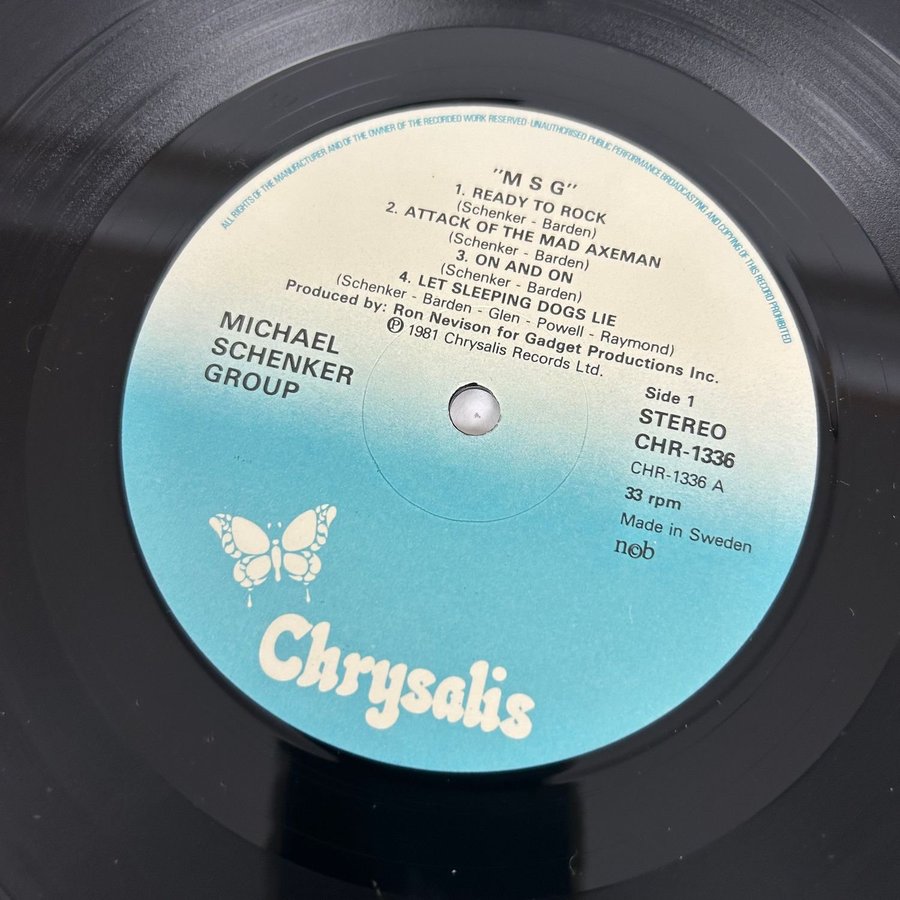 ALL RIGHTS OF THE MANUFACTURER AND OF THE OWNER OF THE RECORDED WORK RESERVED · UNAUTHORISED PUBLIC PERFORMANCE BROADCASTING AND COPYING OF THIS RECORD PROHIBITED
"M S G"
1. READY TO ROCK
(Schenker - Barden)
2. ATTACK OF THE MAD AXEMAN
(Schenker - Barden)
3. ON AND ON
(Schenker - Barden)
4. LET SLEEPING DOGS LIE
(Schenker - Barden - Glen - Powell - Raymond)
Produced by: Ron Nevison for Gadget Productions Inc.
℗ 1981 Chrysalis Records Ltd.
MICHAEL
SCHENKER
GROUP
Side 1
STEREO
CHR-1336
CHR-1336 A
33 rpm
Made in Sweden
n©b
Chrysalis